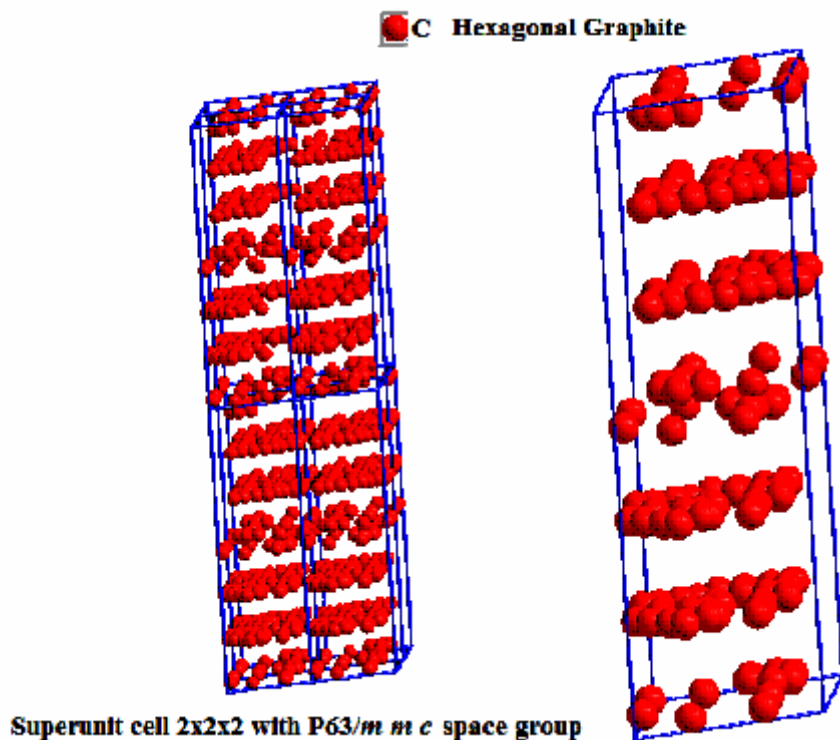 C Hexagonal Graphite
Superunit cell 2x2x2 with P63/m m c space group